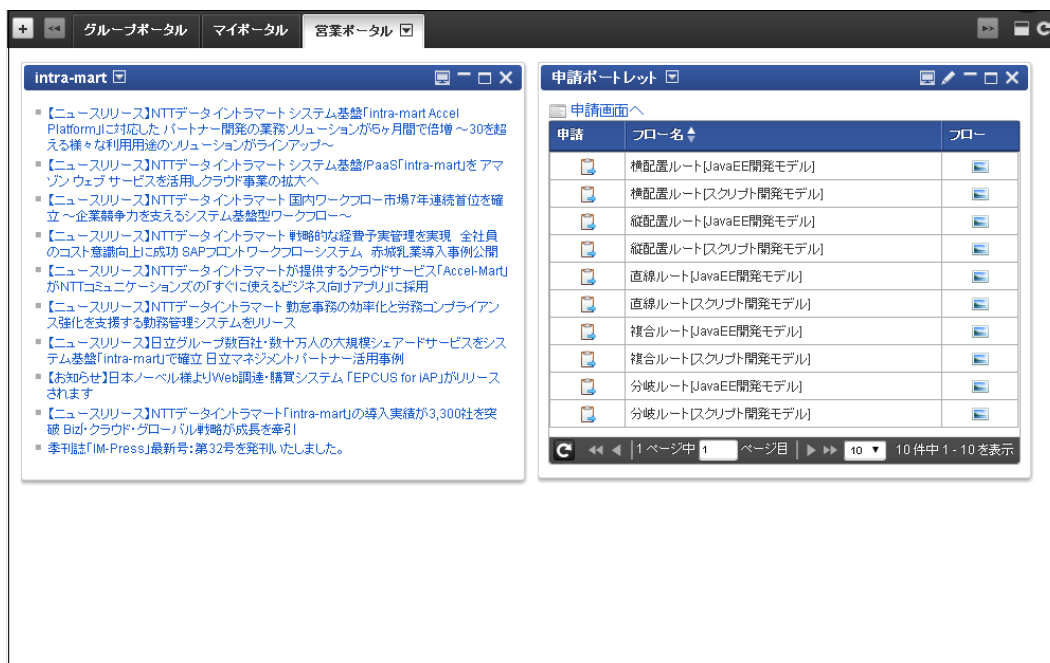 グループポータル マイポータル 営業ポータル
intra-mart
【ニュースリリース】NTTデータイントラマート システム基盤「intra-mart Accel
Platform」に対応した パートナー開発の業務ソリューションが5ヶ月間で倍増 ～30を超
える様々な利用用途のソリューションがラインアップ～
【ニュースリリース】NTTデータイントラマート システム基盤/PaaS「intra-mart」を アマ
ゾン ウェブ サービスを活用しクラウド事業の拡大へ
【ニュースリリース】NTTデータイントラマート 国内ワークフロー市場7年連続首位を確
立 ～企業競争力を支えるシステム基盤型ワークフロー～
【ニュースリリース】NTTデータイントラマート 戦略的な経費予実管理を実現 全社員
のコスト意識向上に成功 SAPフロントワークフローシステム 赤城乳業導入事例公開
【ニュースリリース】NTTデータイントラマートが提供するクラウドサービス「Accel-Mart」
がNTTコミュニケーションズの「すぐに使えるビジネス向けアプリ」に採用
【ニュースリリース】NTTデータイントラマート 勤怠事務の効率化と労務コンプライアン
ス強化を支援する勤務管理システムをリリース
【ニュースリリース】日立グループ数百社・数十万人の大規模シェアードサービスをシス
テム基盤「intra-mart」で確立 日立マネジメントパートナー活用事例
【お知らせ】日本ノーベル様よりWeb調達・購買システム 「EPCUS for iAP」がリリース
されます
【ニュースリリース】NTTデータイントラマート「intra-mart」の導入実績が3,300社を突
破 Biz∫・クラウド・グローバル戦略が成長を牽引
季刊誌「IM-Press」最新号：第32号を発刊いたしました。
申請ポートレット
申請画面へ
申請 フロー名 フロー
横配置ルート[JavaEE開発モデル]
横配置ルート[スクリプト開発モデル]
縦配置ルート[JavaEE開発モデル]
縦配置ルート[スクリプト開発モデル]
直線ルート[JavaEE開発モデル]
直線ルート[スクリプト開発モデル]
複合ルート[JavaEE開発モデル]
複合ルート[スクリプト開発モデル]
分岐ルート[JavaEE開発モデル]
分岐ルート[スクリプト開発モデル]
1 ページ中 1 ページ目 10 10 件中 1 - 10 を表示